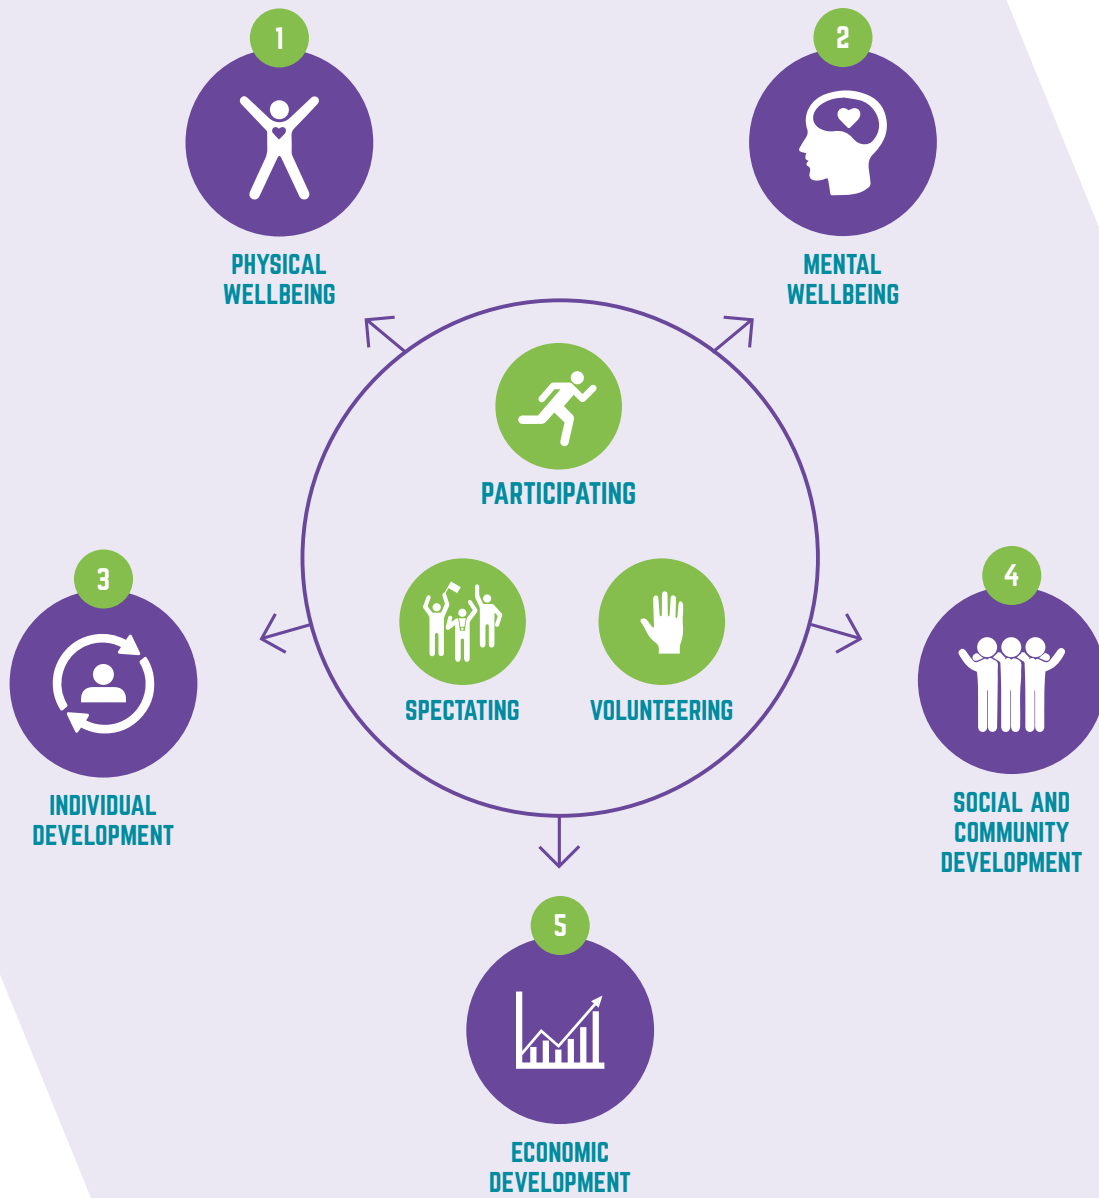 1
PHYSICAL
WELLBEING
2
MENTAL
WELLBEING
PARTICIPATING
SPECTATING
VOLUNTEERING
3
INDIVIDUAL
DEVELOPMENT
4
SOCIAL AND
COMMUNITY
DEVELOPMENT
5
ECONOMIC
DEVELOPMENT